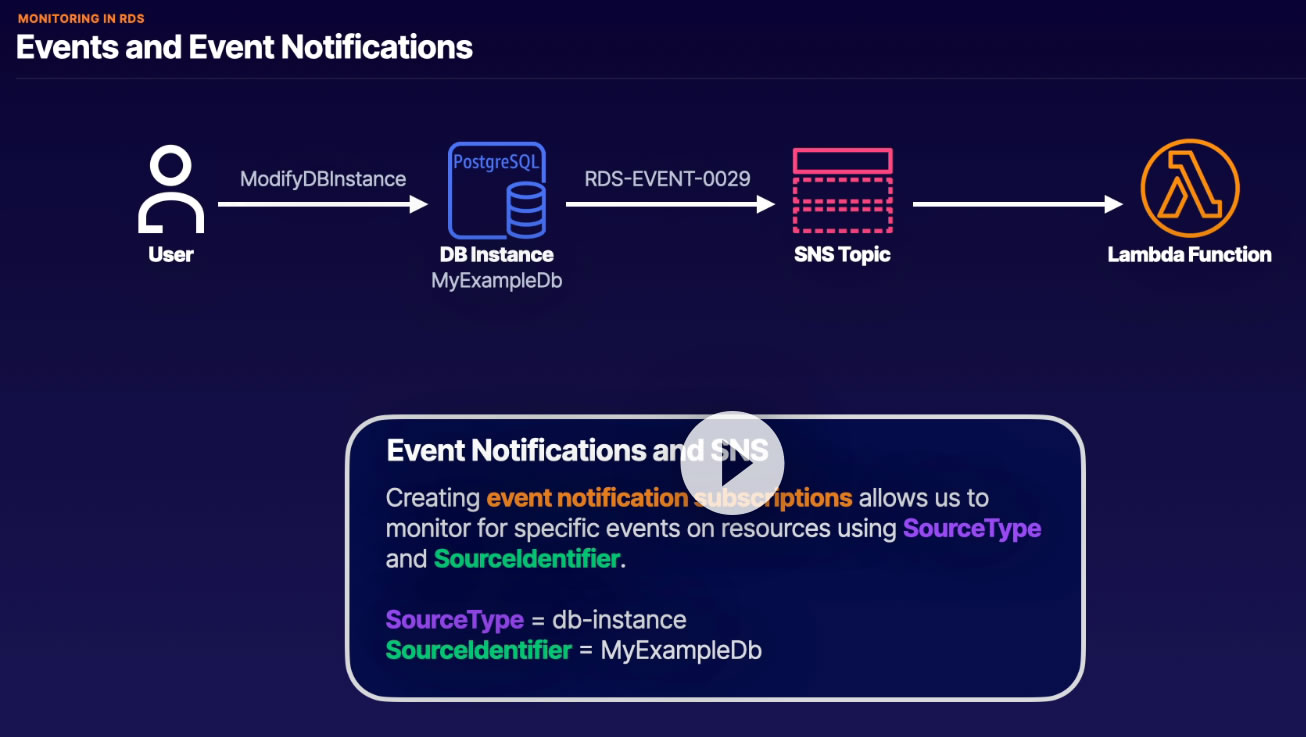 MONITORING IN RDS
Events and Event Notifications
ModifyDBInstance
PostgreSQL
RDS-EVENT-0029
User
DB Instance
SNS Topic
Lambda Function
MyExampleDb
Event Notifications and SNS
Creating event notification subscriptions allows us to
monitor for specific events on resources using SourceType
and SourceIdentifier.
SourceType = db-instance
SourceIdentifier = MyExampleDb